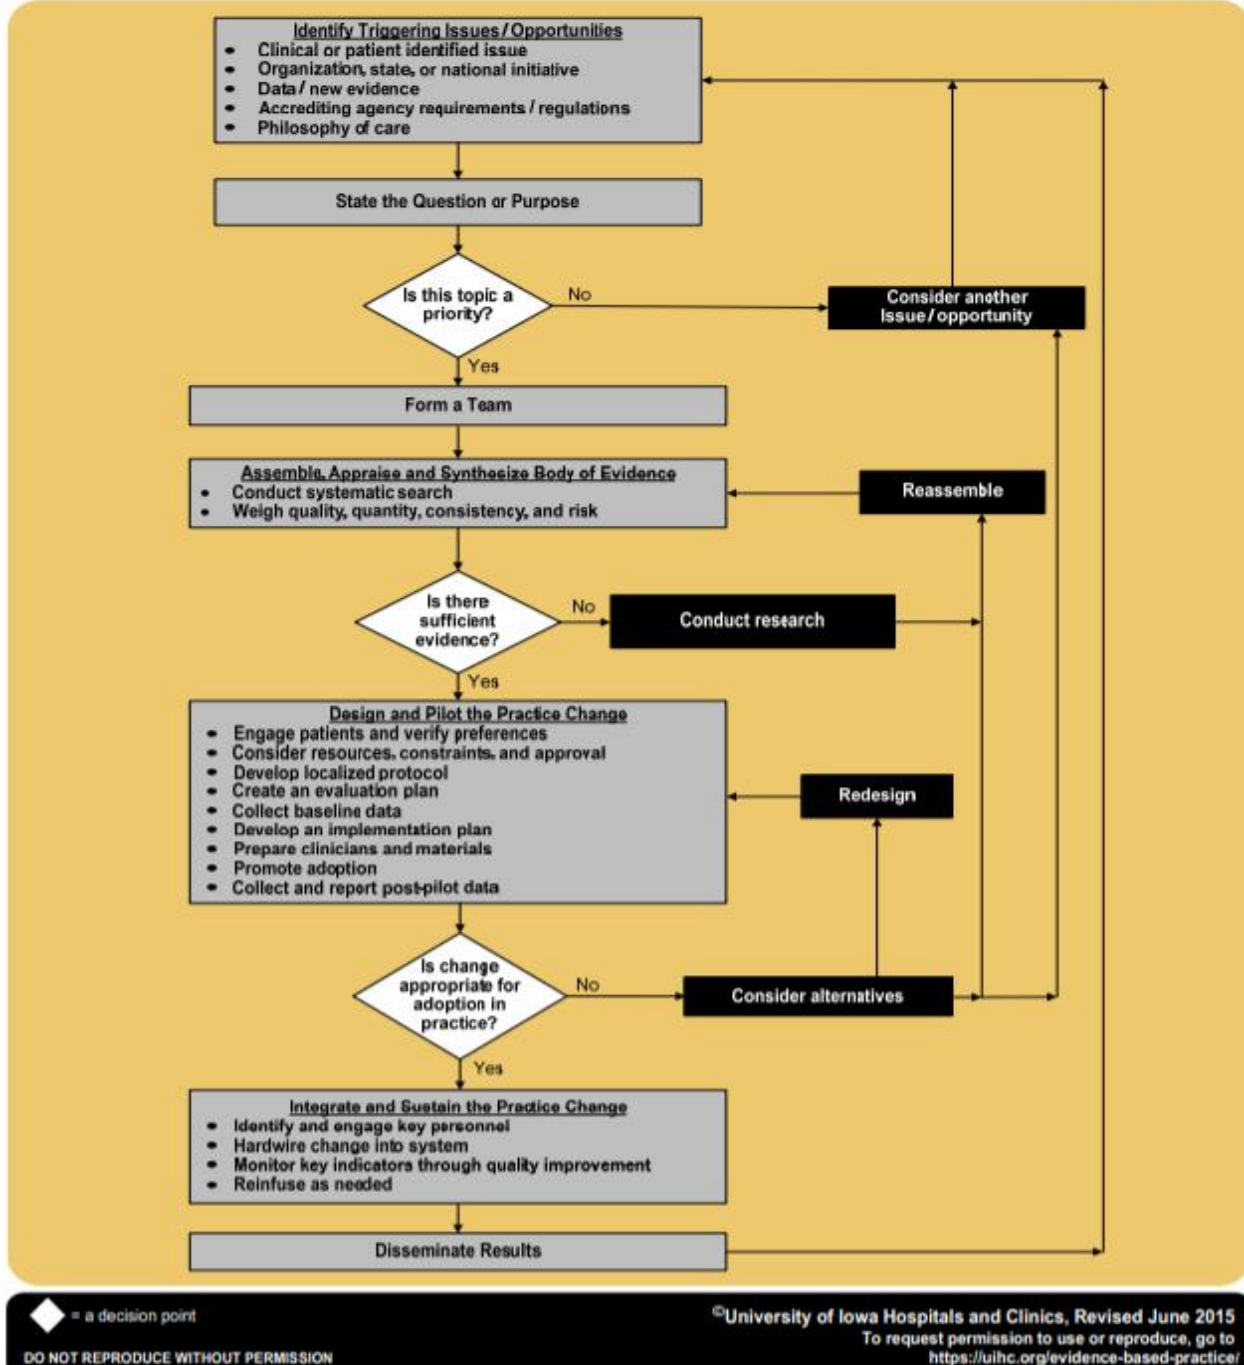 Identify Triggering Issues / Opportunities
• Clinical or patient identified issue
• Organization, state, or national initiative
• Data / new evidence
• Accrediting agency requirements / regulations
• Philosophy of care
State the Question or Purpose
Is this topic a
priority?
No
Consider another
Issue / opportunity
Yes
Form a Team
Assemble, Appraise and Synthesize Body of Evidence
• Conduct systematic search
• Weigh quality, quantity, consistency, and risk
Reassemble
Is there
sufficient
evidence?
No
Conduct research
Yes
Design and Pilot the Practice Change
• Engage patients and verify preferences
• Consider resources, constraints, and approval
• Develop localized protocol
• Create an evaluation plan
• Collect baseline data
• Develop an implementation plan
• Prepare clinicians and materials
• Promote adoption
• Collect and report post-pilot data
Redesign
Is change
appropriate for
adoption in
practice?
No
Consider alternatives
Yes
Integrate and Sustain the Practice Change
• Identify and engage key personnel
• Hardwire change into system
• Monitor key indicators through quality improvement
• Reinfuse as needed
Disseminate Results
= a decision point
DO NOT REPRODUCE WITHOUT PERMISSION
©University of Iowa Hospitals and Clinics, Revised June 2015
To request permission to use or reproduce, go to
https://uihc.org/evidence-based-practice/